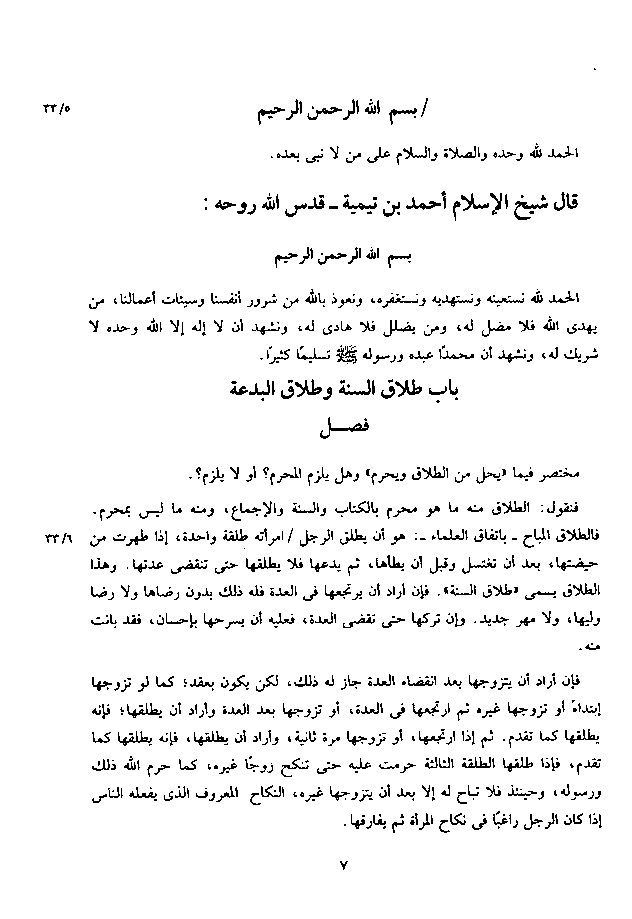 / بسم الله الرحمن الرحيم ٣٣/٥
الحمد لله وحده والصلاة والسلام على من لا نبى بعده.
قال شيخ الإسلام أحمد بن تيمية ـ قدس الله روحه :
بسم الله الرحمن الرحيم
الحمد لله نستعينه ونستهديه ونستغفره، ونعوذ بالله من شرور أنفسنا وسيئات أعمالنا، من
يهدى الله فلا مضل له، ومن يضلل فلا هادى له، ونشهد أن لا إله إلا الله وحده لا
شريك له، ونشهد أن محمدًا عبده ورسوله ﷺ تسليمًا كثيرًا.
باب طلاق السنة وطلاق البدعة
فصـــل
مختصر فيما «يحل من الطلاق ويحرم» وهل يلزم المحرم؟ أو لا يلزم؟.
فنقول: الطلاق منه ما هو محرم بالكتاب والسنة والإجماع، ومنه ما ليس بمحرم.
فالطلاق المباح ـ باتفاق العلماء ـ: هو أن يطلق الرجل / امرأته طلقة واحدة، إذا طهرت من ٣٣/٦
حيضتها، بعد أن تغتسل وقبل أن يطأها، ثم يدعها فلا يطلقها حتى تنقضى عدتها. وهذا
الطلاق يسمى «طلاق السنة». فإن أراد أن يرتجعها فى العدة فله ذلك بدون رضاها ولا رضا
وليها، ولا مهر جديد. وإن تركها حتى تقضى العدة، فعليه أن يسرحها بإحسان، فقد بانت
منه.
فإن أراد أن يتزوجها بعد انقضاء العدة جاز له ذلك، لكن يكون بعقد؛ كما لو تزوجها
إبتداءً أو تزوجها غيره ثم ارتجعها فى العدة، أو تزوجها بعد العدة وأراد أن يطلقها؛ فإنه
يطلقها كما تقدم. ثم إذا ارتجعها، أو تزوجها مرة ثانية، وأراد أن يطلقها، فإنه يطلقها كما
تقدم، فإذا طلقها الطلقة الثالثة حرمت عليه حتى تنكح زوجًا غيره، كما حرم الله ذلك
ورسوله، وحينئذ فلا تباح له إلا بعد أن يتزوجها غيره، النكاح المعروف الذى يفعله الناس
إذا كان الرجل راغبًا فى نكاح المرأة ثم يفارقها.
٧